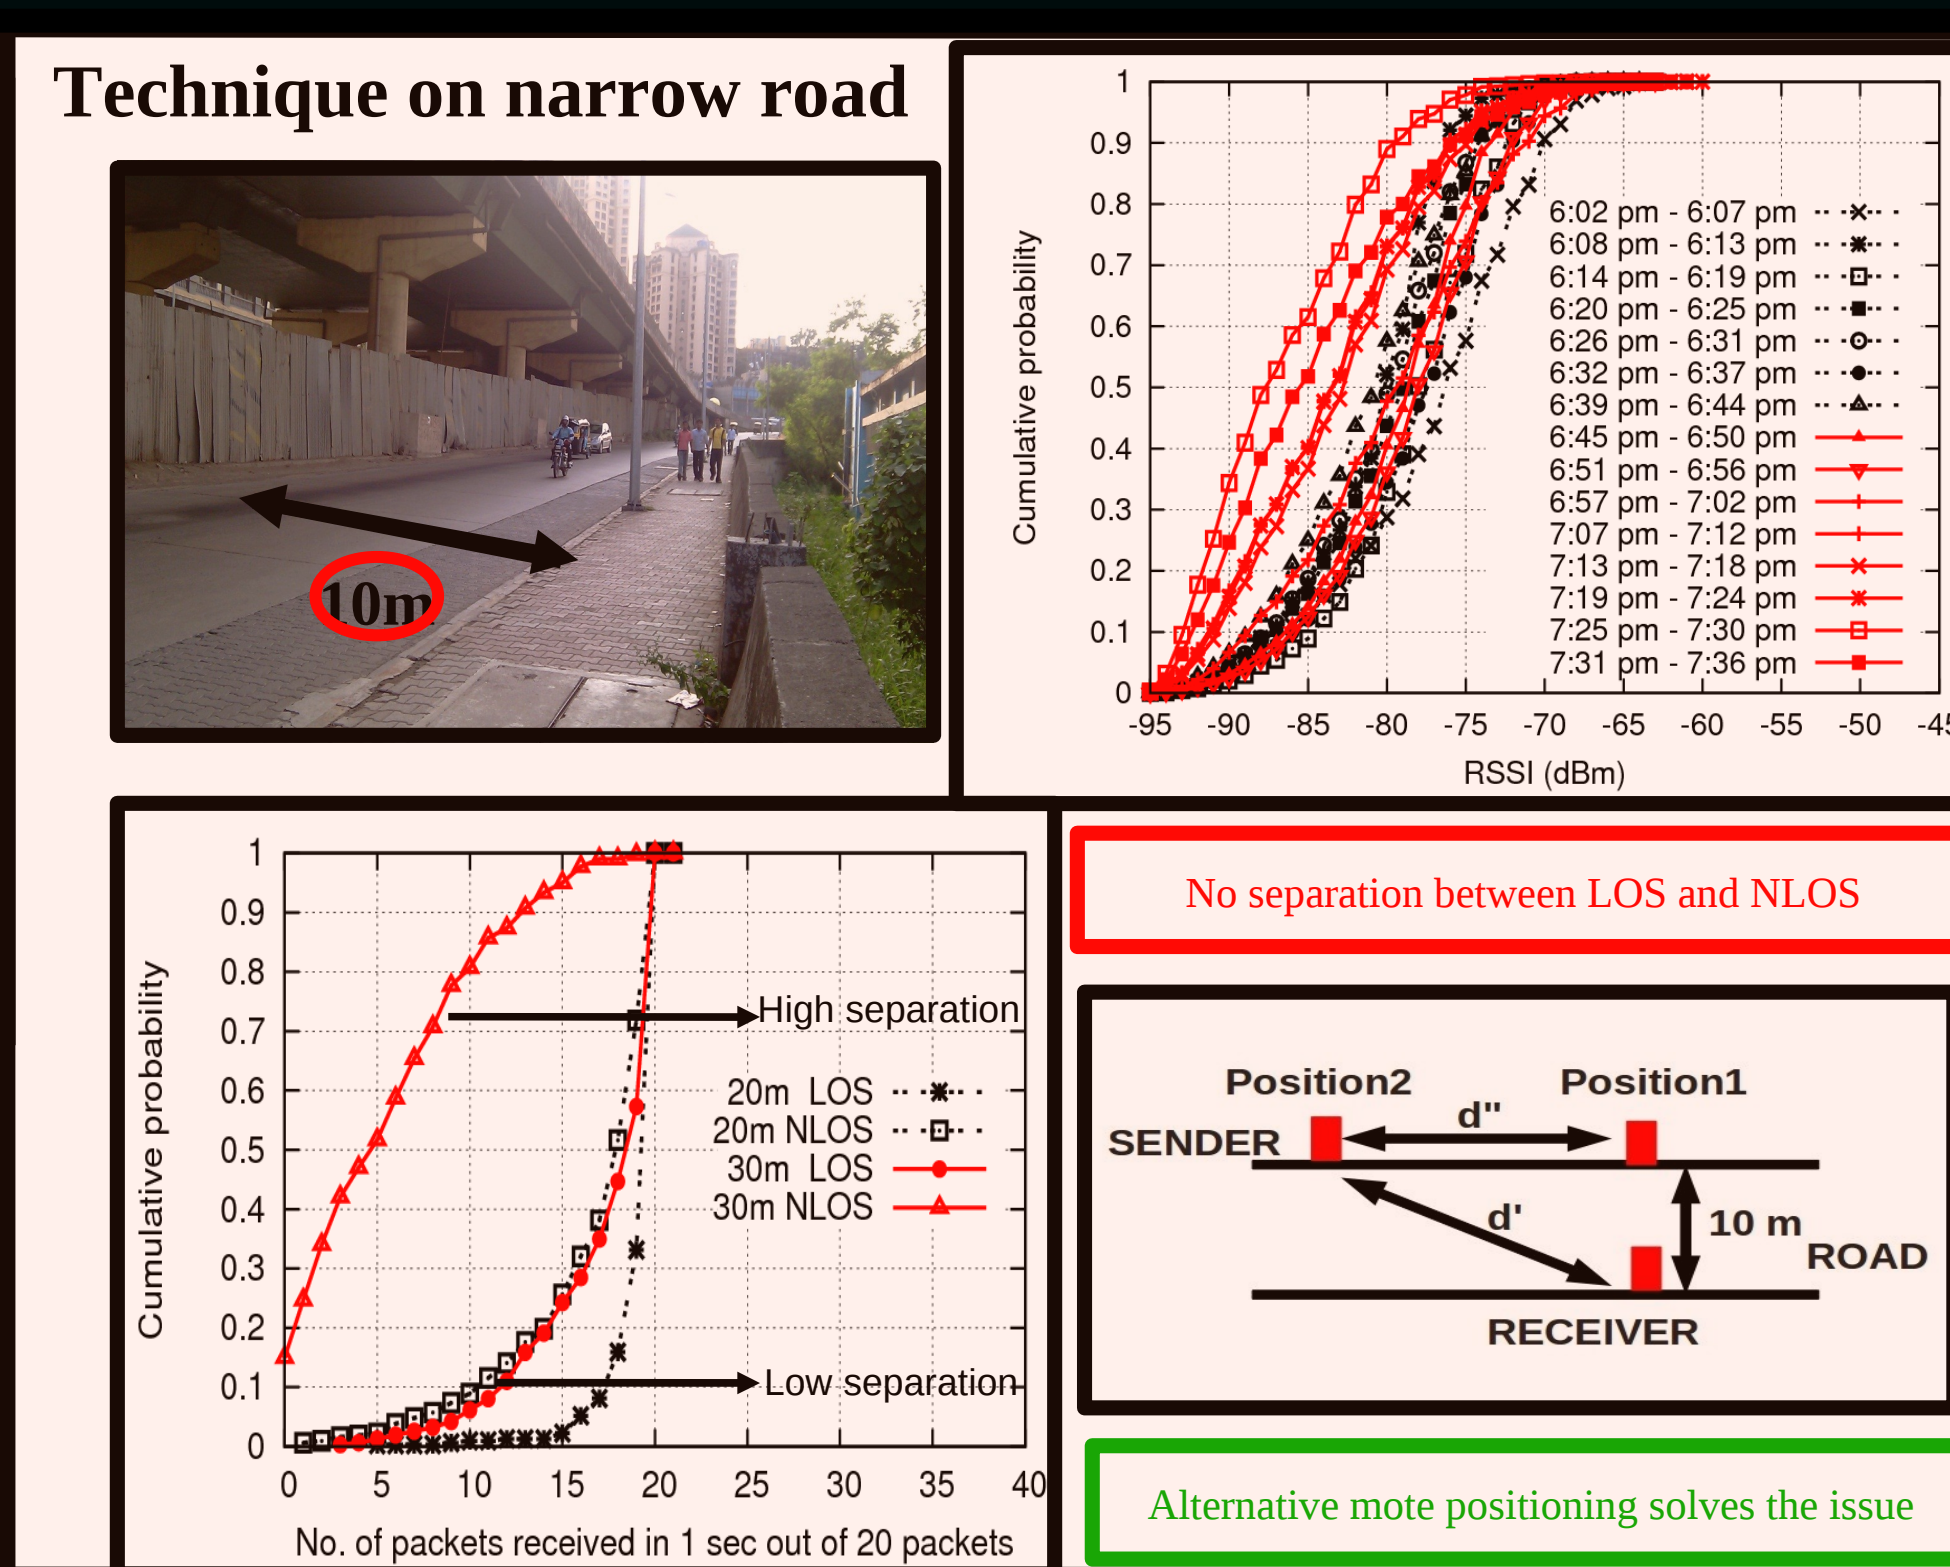 Technique on narrow road
10m
1
0.9
0.8
0.7
0.6
0.5
0.4
0.3
0.2
0.1
0
Cumulative probability
6:02 pm - 6:07 pm
6:08 pm - 6:13 pm
6:14 pm - 6:19 pm
6:20 pm - 6:25 pm
6:26 pm - 6:31 pm
6:32 pm - 6:37 pm
6:39 pm - 6:44 pm
6:45 pm - 6:50 pm
6:51 pm - 6:56 pm
6:57 pm - 7:02 pm
7:07 pm - 7:12 pm
7:13 pm - 7:18 pm
7:19 pm - 7:24 pm
7:25 pm - 7:30 pm
7:31 pm - 7:36 pm
-95 -90 -85 -80 -75 -70 -65 -60 -55 -50 -45
RSSI (dBm)
1
0.9
0.8
0.7
0.6
0.5
0.4
0.3
0.2
0.1
0
Cumulative probability
High separation
20m LOS
20m NLOS
30m LOS
30m NLOS
Low separation
0 5 10 15 20 25 30 35 40
No. of packets received in 1 sec out of 20 packets
No separation between LOS and NLOS
Position2 Position1
d"
SENDER
d'
10 m
ROAD
RECEIVER
Alternative mote positioning solves the issue